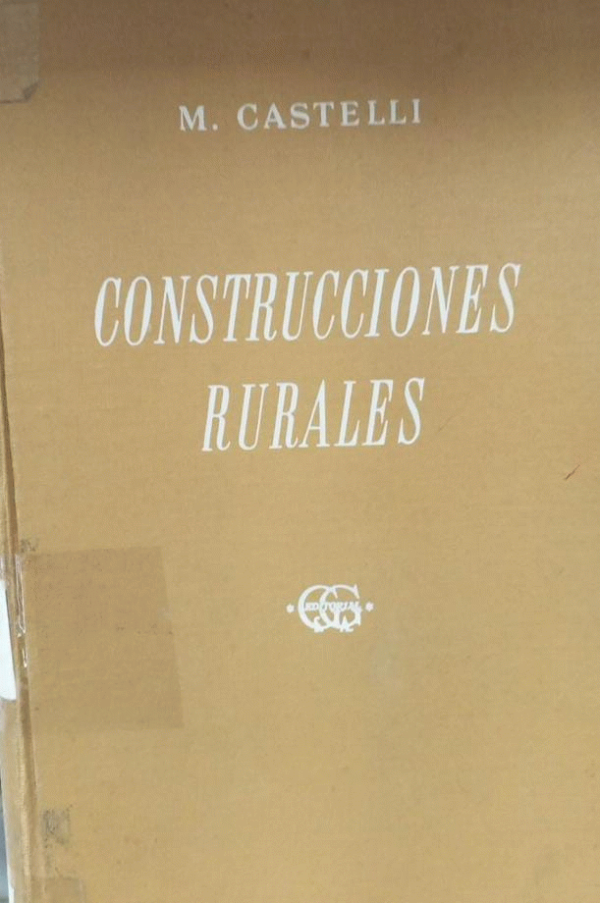 M. CASTELLI
CONSTRUCCIONES
RURALES
EDITORIAL